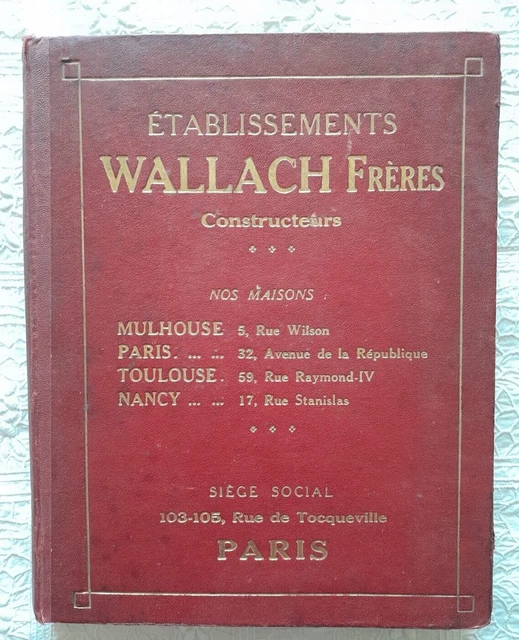 ÉTABLISSEMENTS
WALLACH FRÈRES
Constructeurs
NOS MAISONS :
MULHOUSE 5, Rue Wilson
PARIS. ... ... 32, Avenue de la République
TOULOUSE. 59, Rue Raymond-IV
NANCY ... ... 17, Rue Stanislas
SIÈGE SOCIAL
103-105, Rue de Tocqueville
PARIS